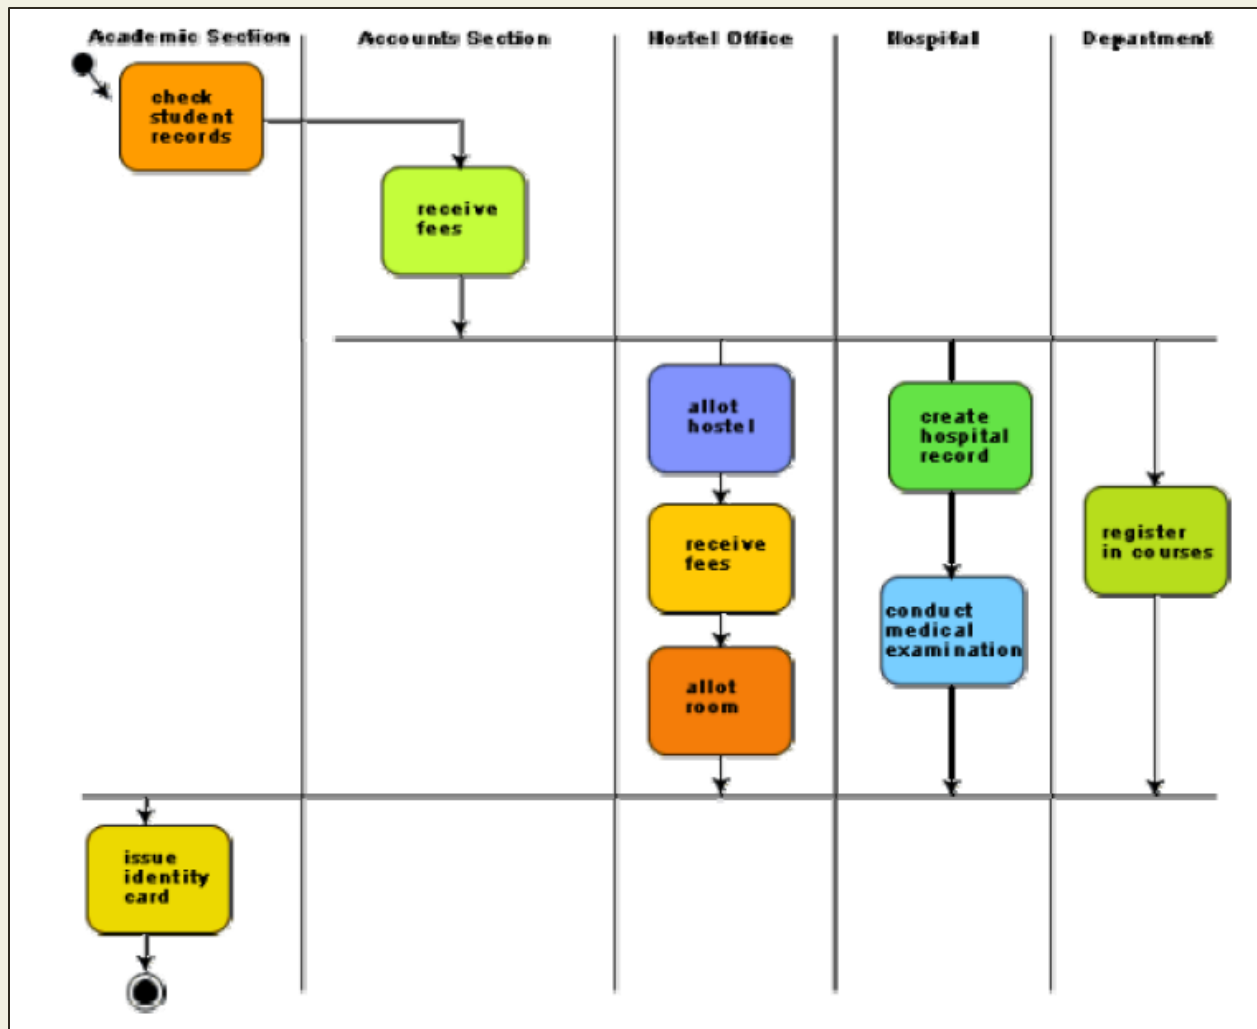 Academic Section
Accounts Section
Hostel Office
Hospital
Department
check
student
records
receive
fees
allot
hostel
receive
fees
allot
room
create
hospital
record
conduct
medical
examination
register
in courses
issue
identity
card